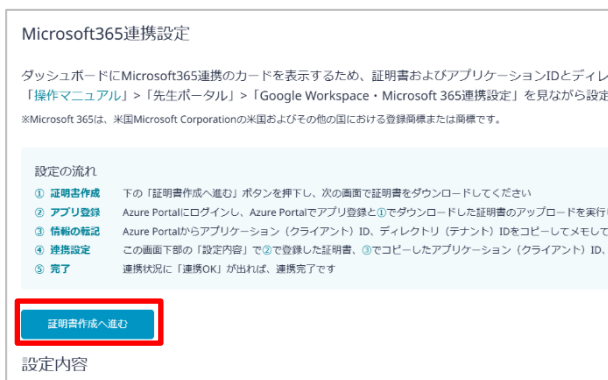 Microsoft365連携設定
ダッシュボードにMicrosoft365連携のカードを表示するため、証明書およびアプリケーションIDとディレ
「操作マニュアル」>「先生ポータル」>「Google Workspace・Microsoft 365連携設定」を見ながら設定
※Microsoft 365は、米国Microsoft Corporationの米国およびその他の国における登録商標または商標です。
設定の流れ
① 証明書作成 下の「証明書作成へ進む」ボタンを押下し、次の画面で証明書をダウンロードしてください
② アプリ登録 Azure Portalにログインし、Azure Portalでアプリ登録と①でダウンロードした証明書のアップロードを実行し
③ 情報の転記 Azure Portalからアプリケーション（クライアント）ID、ディレクトリ（テナント）IDをコピーしてメモして
④ 連携設定 この画面下部の「設定内容」で②で登録した証明書、③でコピーしたアプリケーション（クライアント）ID、
⑤ 完了 連携状況に「連携OK」が出れば、連携完了です
証明書作成へ進む
設定内容